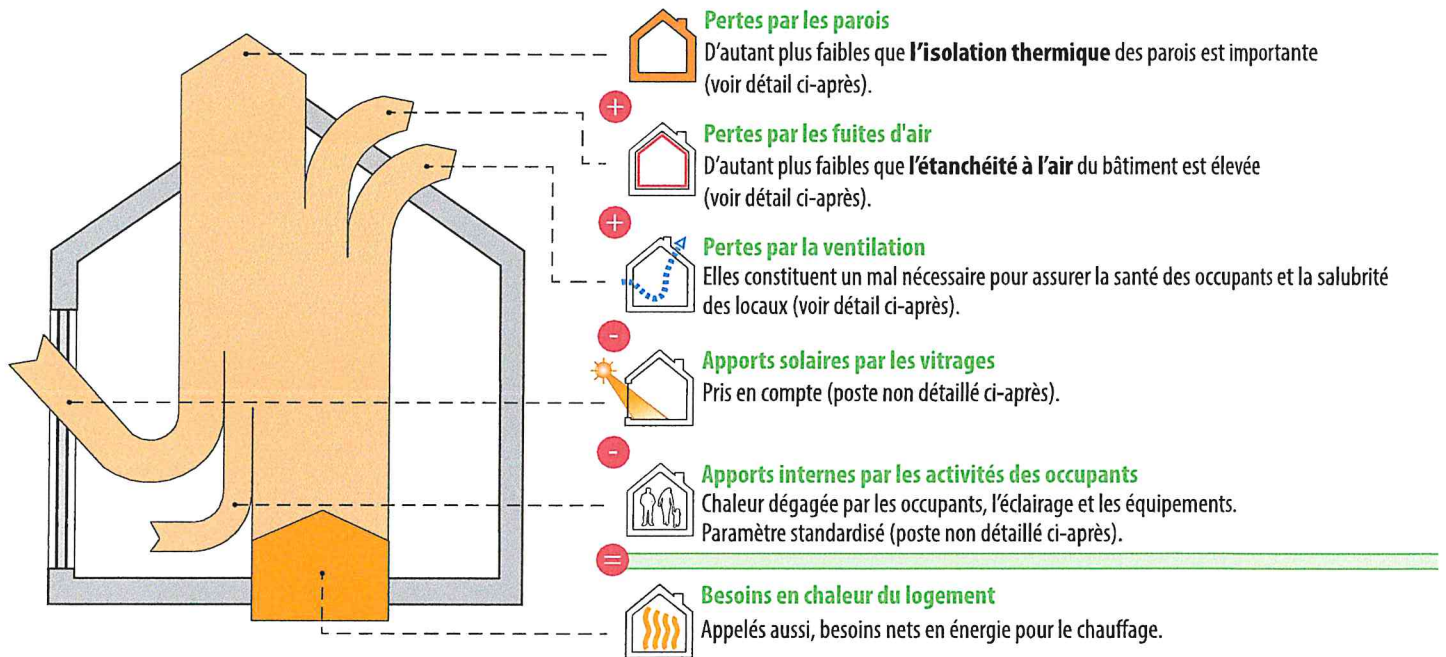 Pertes par les parois
D'autant plus faibles que l'isolation thermique des parois est importante
(voir détail ci-après).
+
Pertes par les fuites d'air
D'autant plus faibles que l'étanchéité à l'air du bâtiment est élevée
(voir détail ci-après).
+
Pertes par la ventilation
Elles constituent un mal nécessaire pour assurer la santé des occupants et la salubrité
des locaux (voir détail ci-après).
-
Apports solaires par les vitrages
Pris en compte (poste non détaillé ci-après).
-
Apports internes par les activités des occupants
Chaleur dégagée par les occupants, l'éclairage et les équipements.
Paramètre standardisé (poste non détaillé ci-après).
=
Besoins en chaleur du logement
Appelés aussi, besoins nets en énergie pour le chauffage.